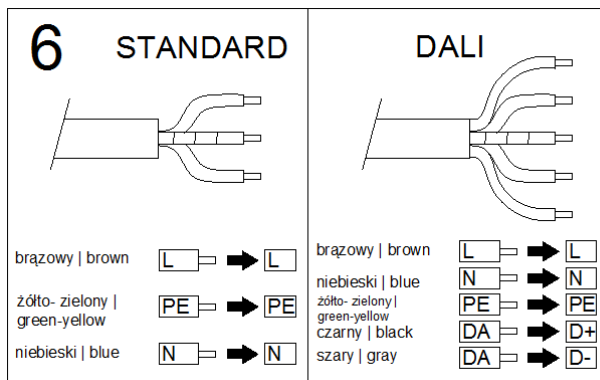 6 STANDARD
brązowy | brown L L
żółto- zielony |
green-yellow PE PE
niebieski | blue N N
DALI
brązowy | brown L L
niebieski | blue N N
żółto- zielony |
green-yellow PE PE
czarny | black DA D+
szary | gray DA D-